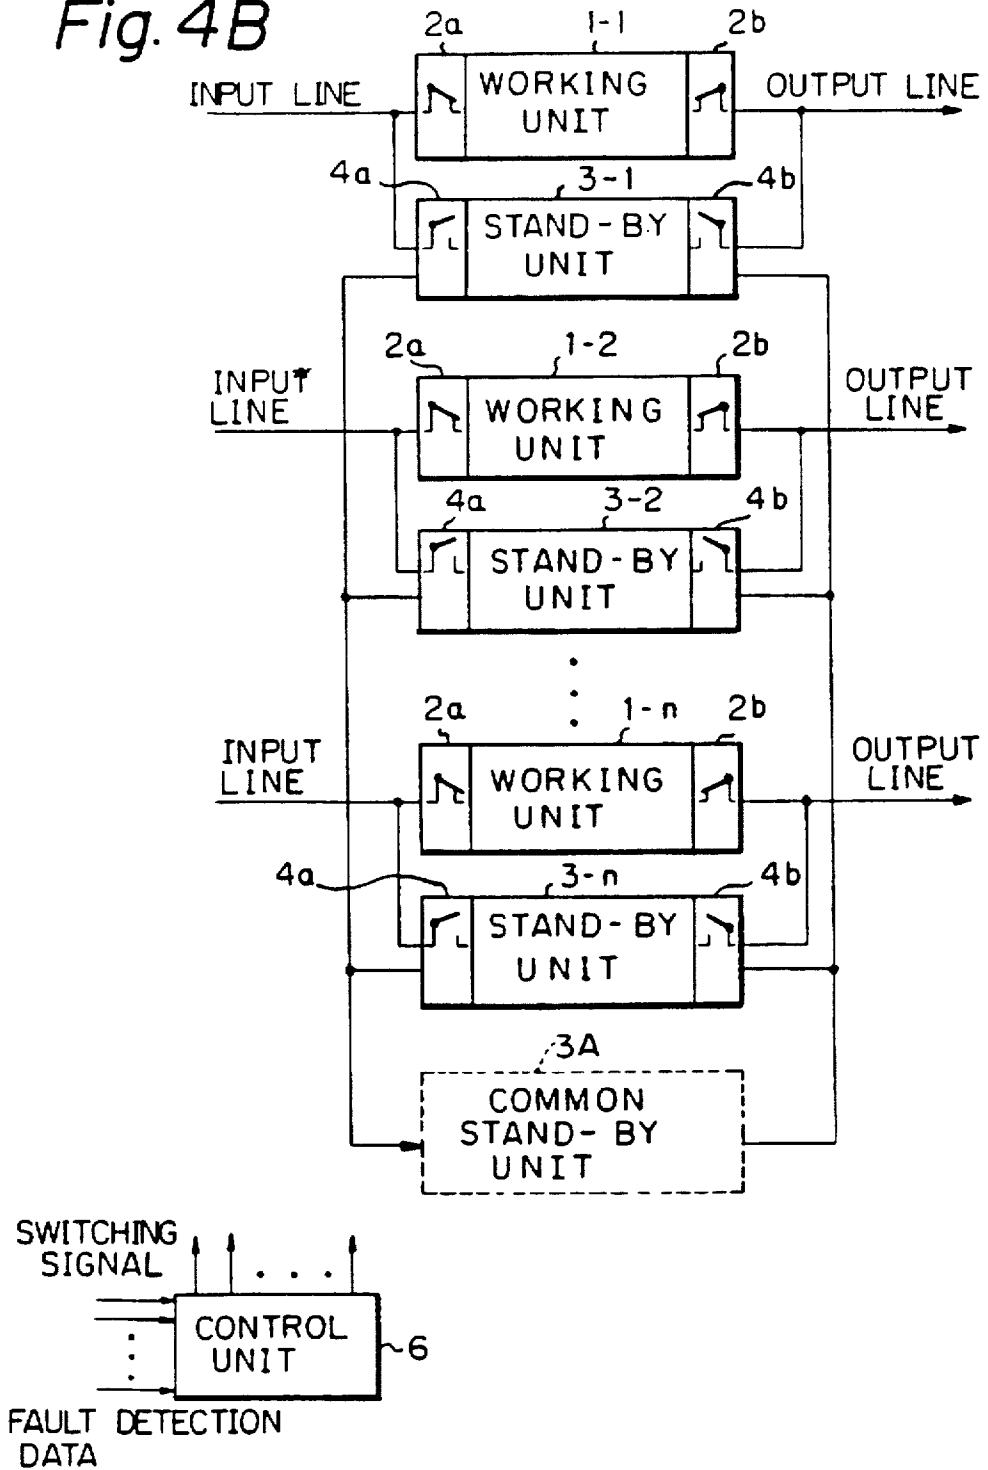 Fig. 4B
2a 1-1 2b
INPUT LINE
WORKING
UNIT
OUTPUT LINE
4a 3-1 4b
STAND-BY
UNIT
2a 1-2 2b
INPUT
LINE
WORKING
UNIT
OUTPUT
LINE
4a 3-2 4b
STAND-BY
UNIT
2a 1-n 2b
INPUT
LINE
WORKING
UNIT
OUTPUT
LINE
4a 3-n 4b
STAND-BY
UNIT
3A
COMMON
STAND-BY
UNIT
SWITCHING
SIGNAL
CONTROL
UNIT
6
FAULT DETECTION
DATA